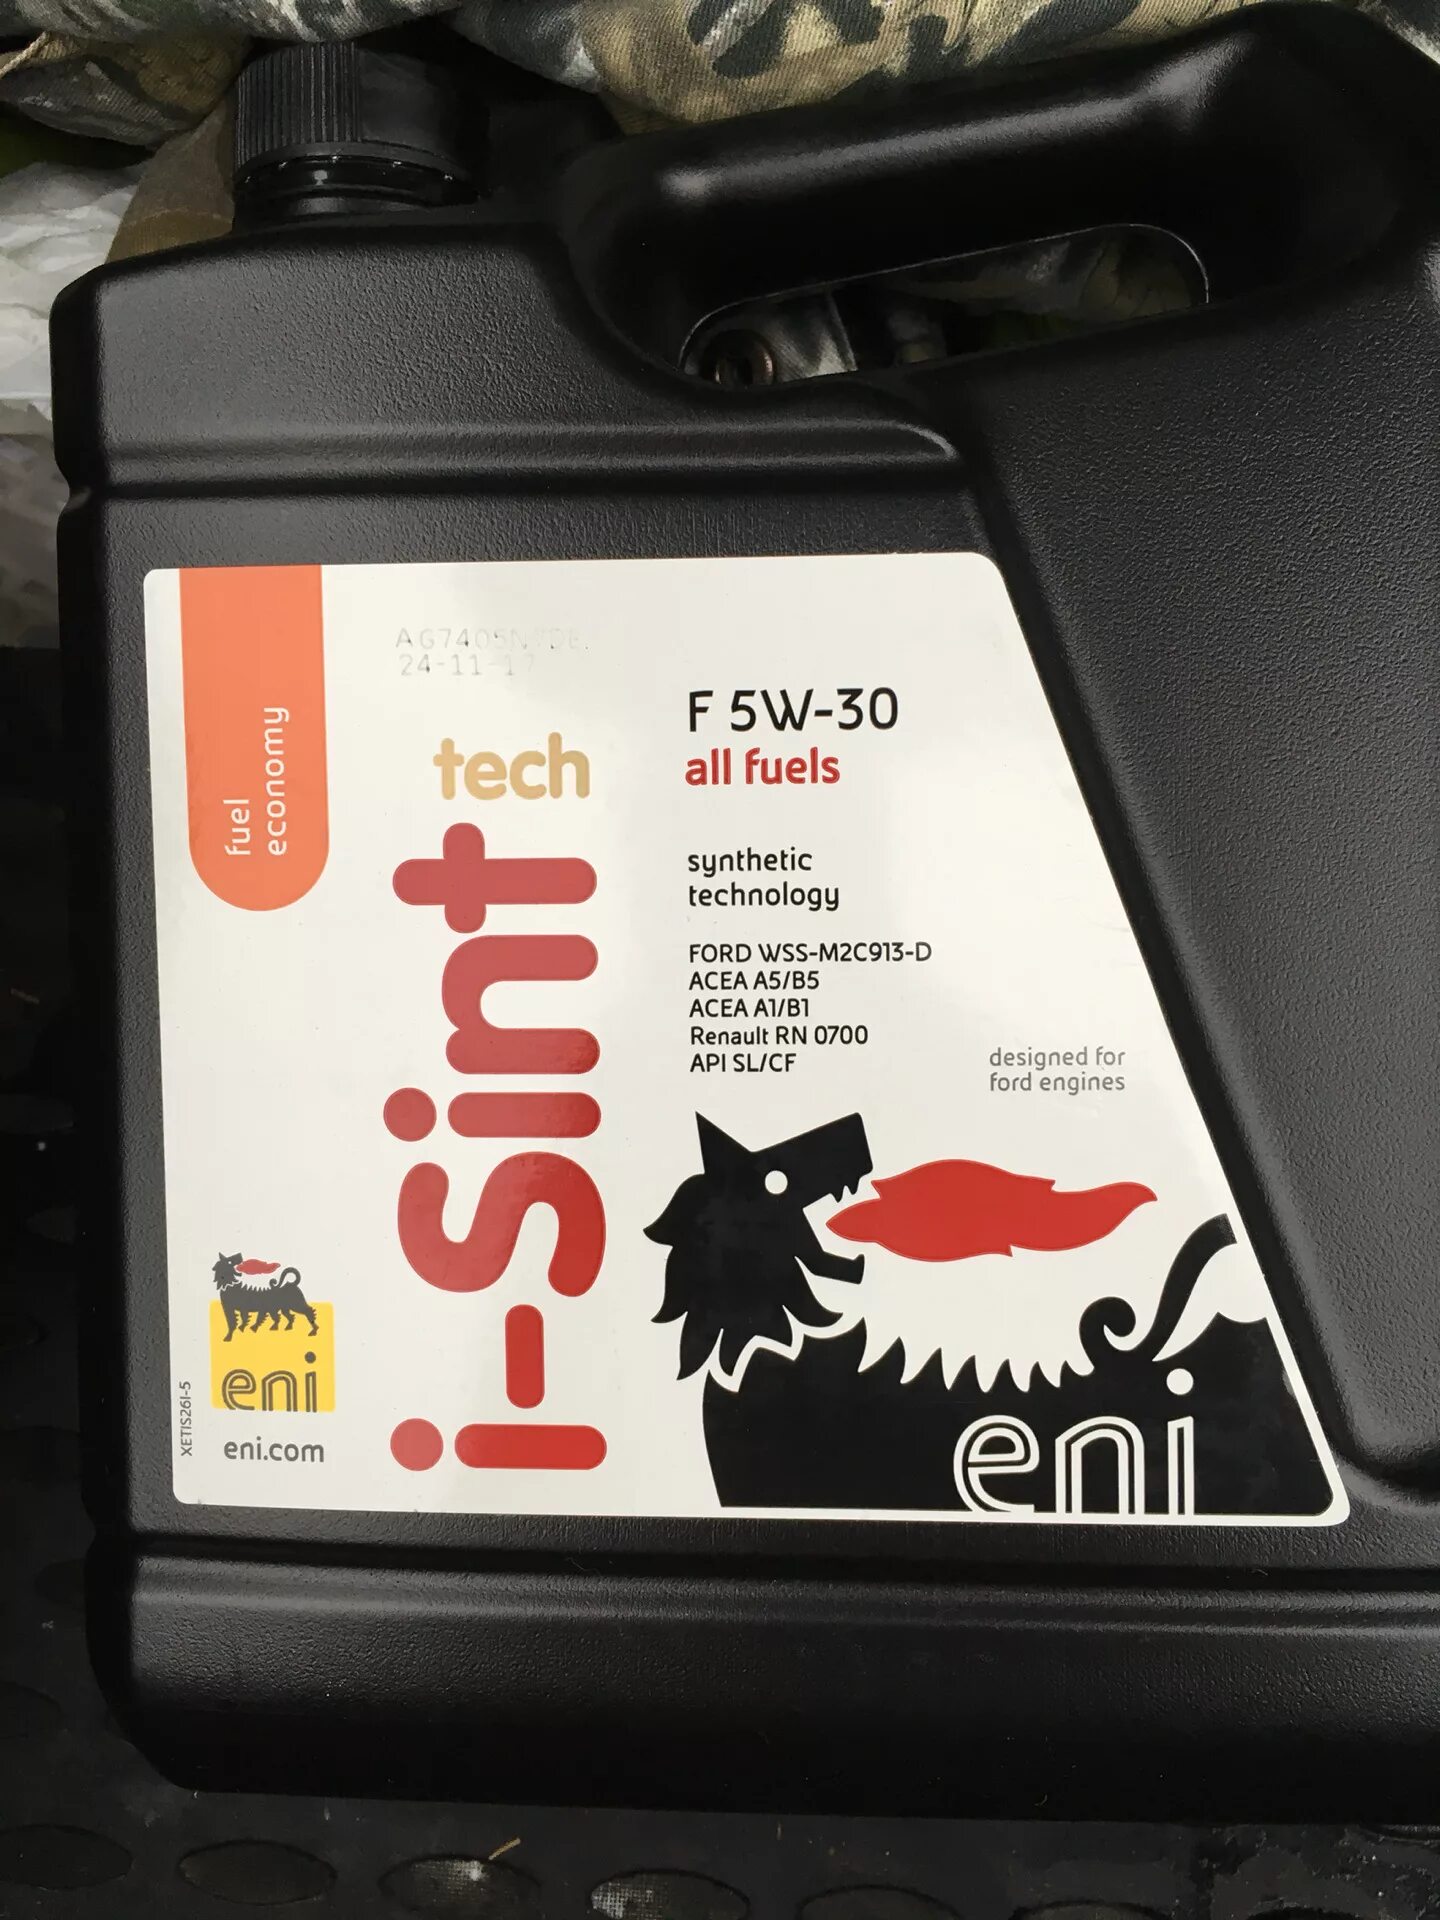 24-11-17
F 5W-30
all fuels
synthetic
technology
FORD WSS-M2C913-D
ACEA A5/B5
ACEA A1/B1
Renault RN 0700
API SL/CF
designed for
ford engines
fuel
economy
i-sint
tech
eni
eni.com
XETIS26I-5
eni